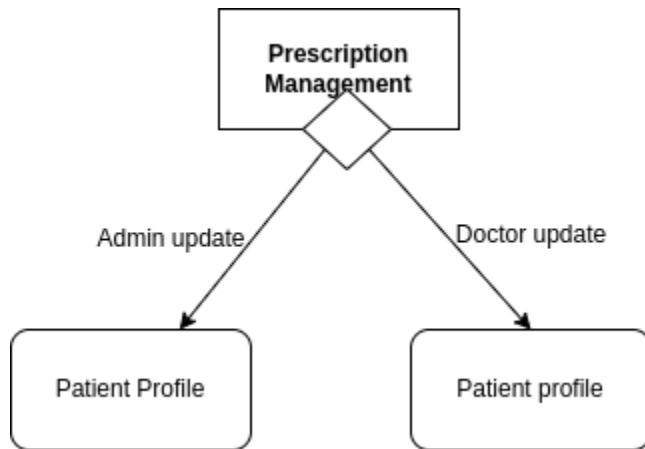 Prescription
Management
Admin update
Doctor update
Patient Profile
Patient profile